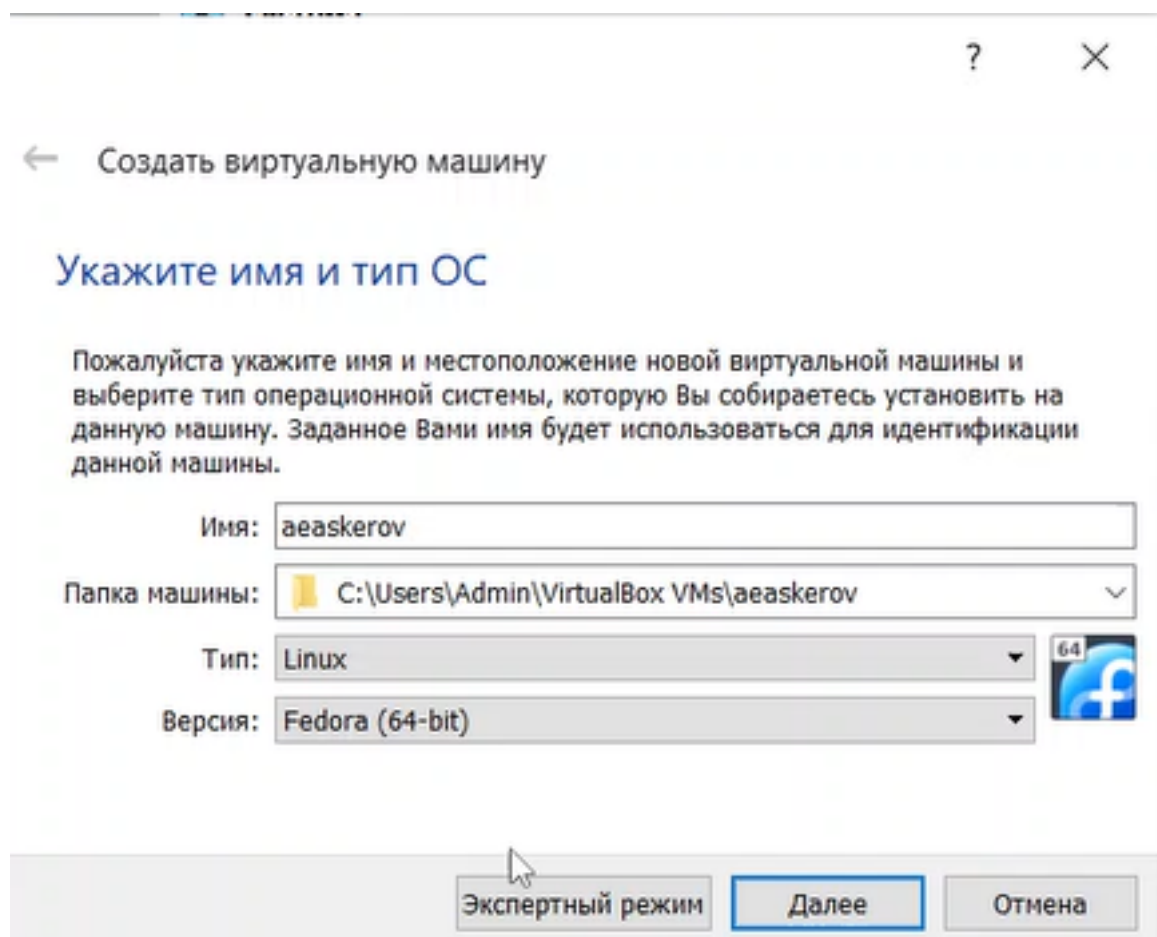 ?
Создать виртуальную машину
Укажите имя и тип ОС
Пожалуйста укажите имя и местоположение новой виртуальной машины и
выберите тип операционной системы, которую Вы собираетесь установить на
данную машину. Заданное Вами имя будет использоваться для идентификации
данной машины.
Имя: aeaskerov
Папка машины: C:\Users\Admin\VirtualBox VMs\aeaskerov
Тип: Linux
64
Версия: Fedora (64-bit)
Экспертный режим Далее Отмена